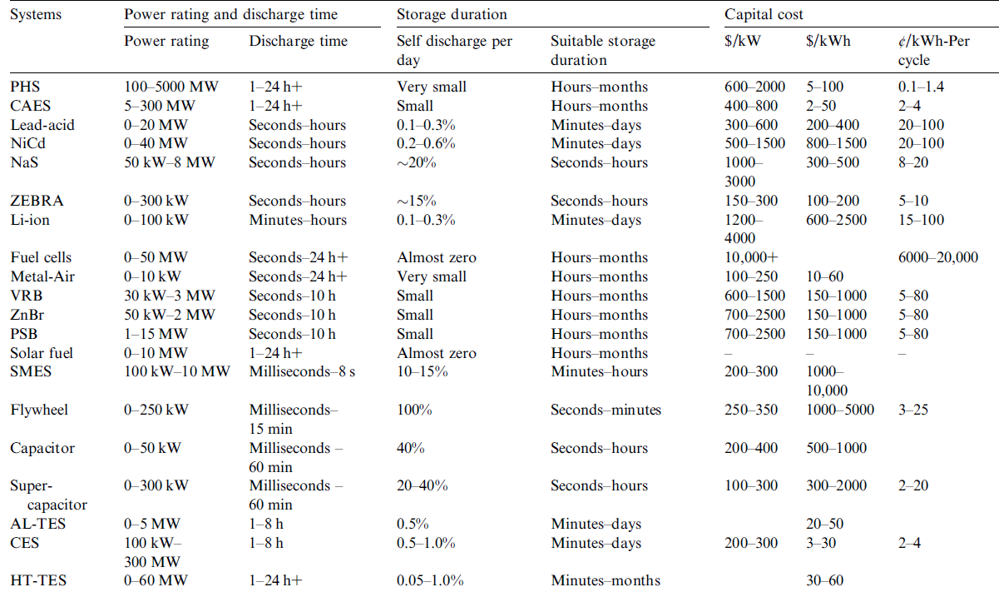 Systems Power rating and discharge time Storage duration Capital cost
Power rating Discharge time Self discharge per Suitable storage $/kW $/kWh ¢/kWh-Per
day duration cycle
PHS 100–5000 MW 1–24 h+ Very small Hours–months 600–2000 5–100 0.1–1.4
CAES 5–300 MW 1–24 h+ Small Hours–months 400–800 2–50 2–4
Lead-acid 0–20 MW Seconds–hours 0.1–0.3% Minutes–days 300–600 200–400 20–100
NiCd 0–40 MW Seconds–hours 0.2–0.6% Minutes–days 500–1500 800–1500 20–100
NaS 50 kW–8 MW Seconds–hours ~20% Seconds–hours 1000– 300–500 8–20
3000
ZEBRA 0–300 kW Seconds–hours ~15% Seconds–hours 150–300 100–200 5–10
Li-ion 0–100 kW Minutes–hours 0.1–0.3% Minutes–days 1200– 600–2500 15–100
4000
Fuel cells 0–50 MW Seconds–24 h+ Almost zero Hours–months 10,000+ 6000–20,000
Metal-Air 0–10 kW Seconds–24 h+ Very small Hours–months 100–250 10–60
VRB 30 kW–3 MW Seconds–10 h Small Hours–months 600–1500 150–1000 5–80
ZnBr 50 kW–2 MW Seconds–10 h Small Hours–months 700–2500 150–1000 5–80
PSB 1–15 MW Seconds–10 h Small Hours–months 700–2500 150–1000 5–80
Solar fuel 0–10 MW 1–24 h+ Almost zero Hours–months – – –
SMES 100 kW–10 MW Milliseconds–8 s 10–15% Minutes–hours 200–300 1000–
10,000
Flywheel 0–250 kW Milliseconds– 100% Seconds–minutes 250–350 1000–5000 3–25
15 min
Capacitor 0–50 kW Milliseconds – 40% Seconds–hours 200–400 500–1000
60 min
Super- 0–300 kW Milliseconds – 20–40% Seconds–hours 100–300 300–2000 2–20
capacitor 60 min
AL-TES 0–5 MW 1–8 h 0.5% Minutes–days 20–50
CES 100 kW– 1–8 h 0.5–1.0% Minutes–days 200–300 3–30 2–4
300 MW
HT-TES 0–60 MW 1–24 h+ 0.05–1.0% Minutes–months 30–60